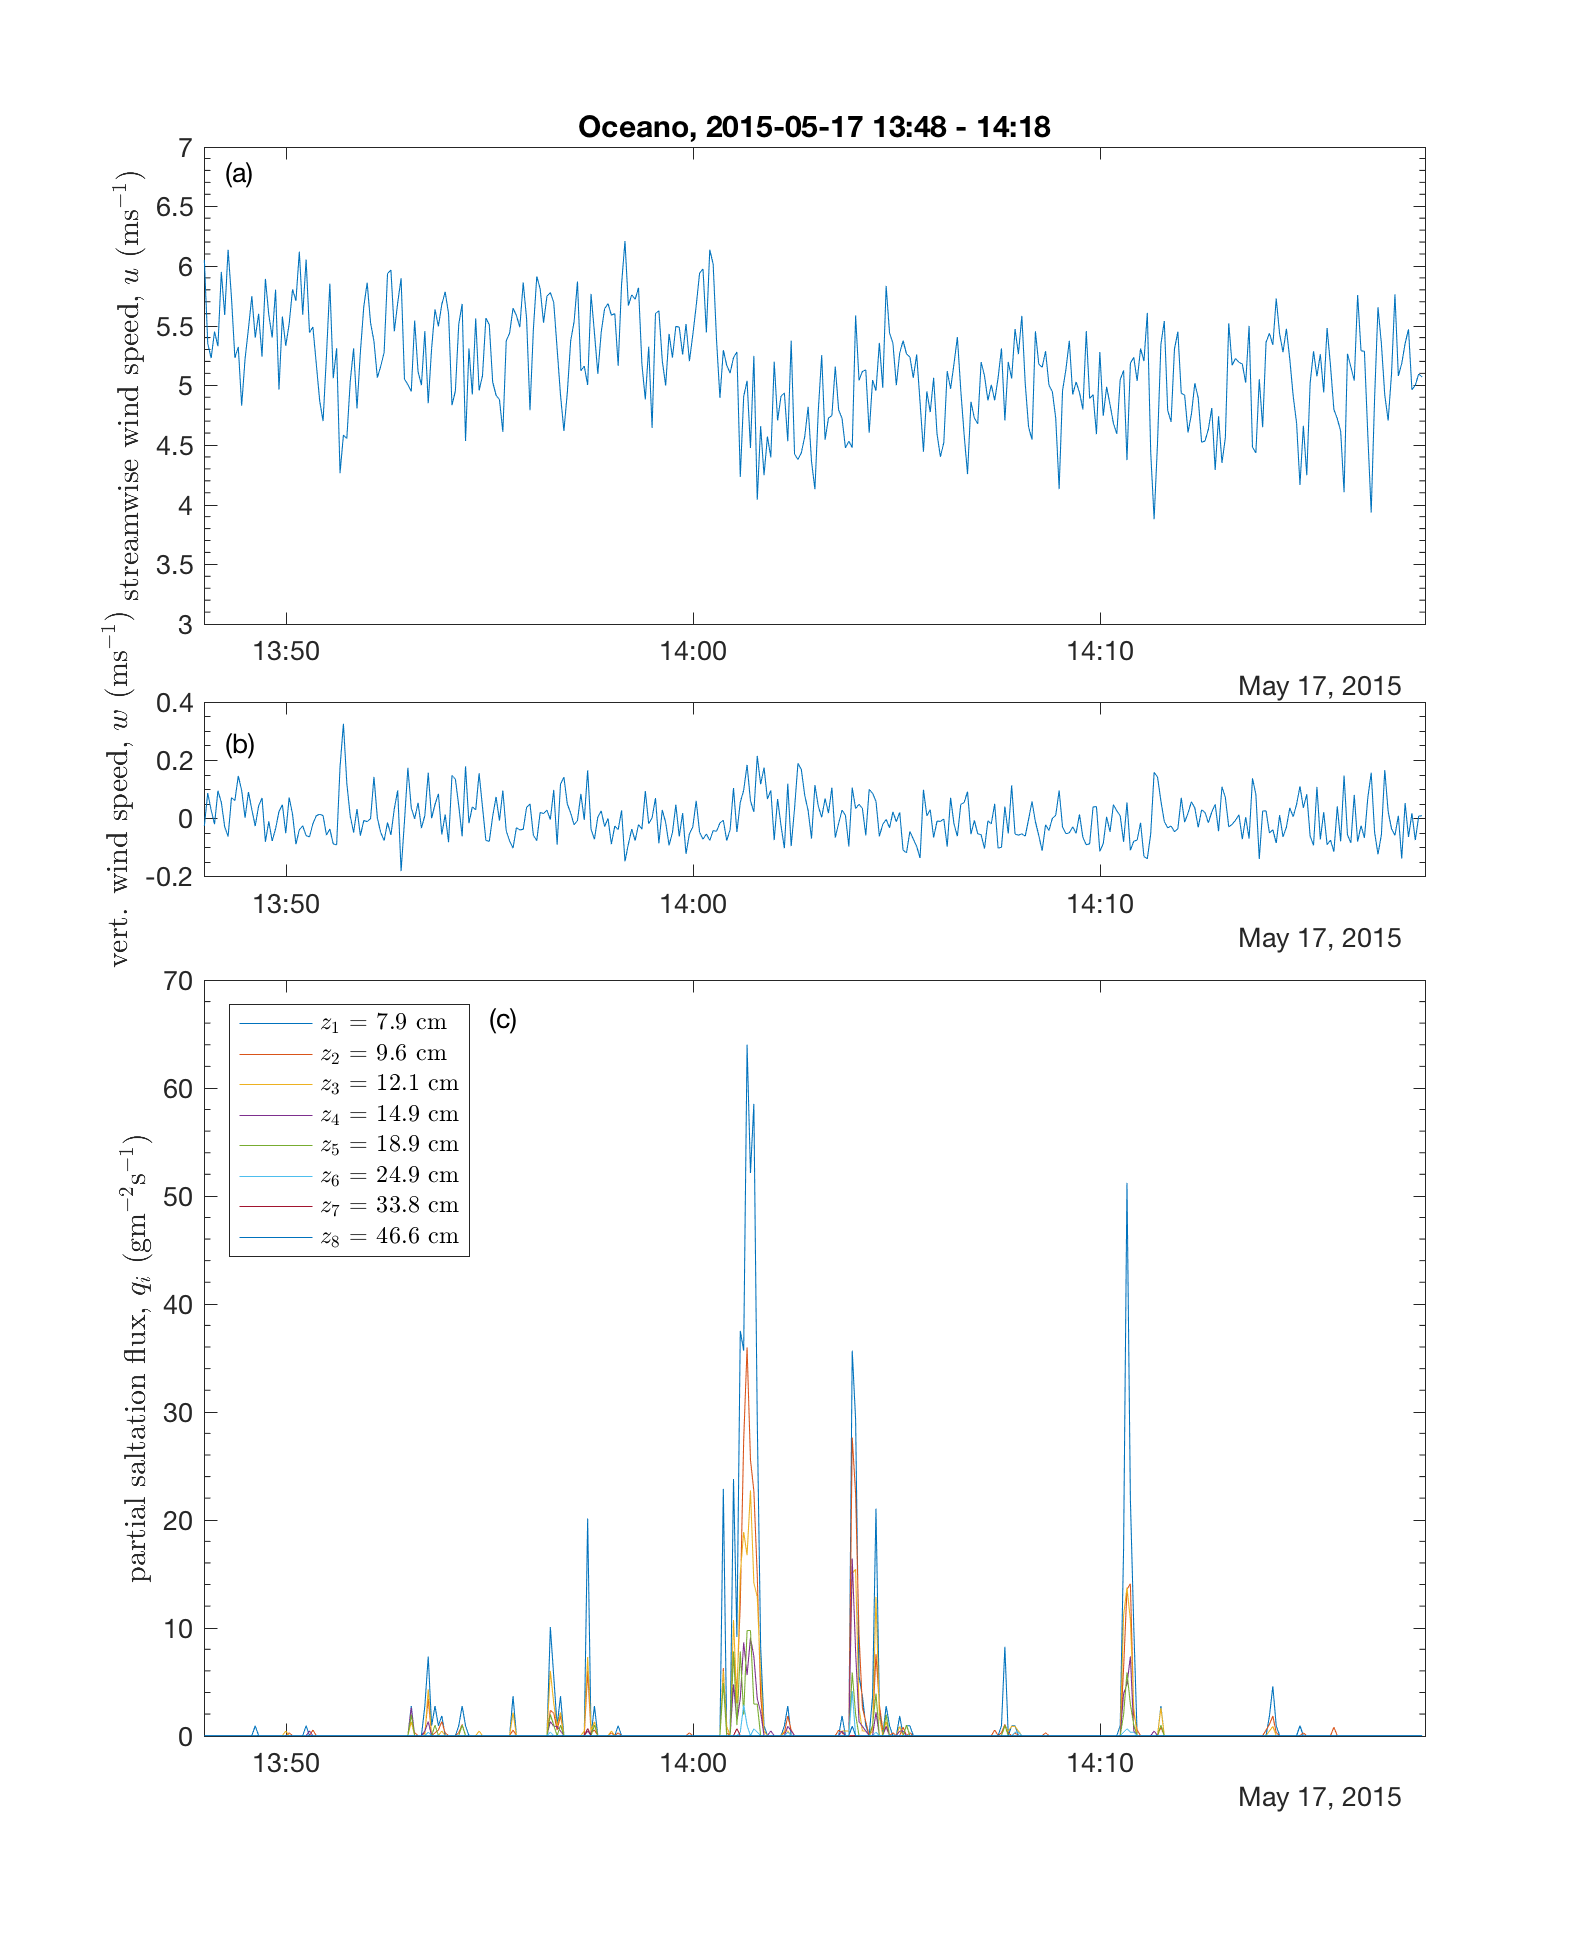 Oceano, 2015-05-17 13:48 - 14:18
(a)
streamwise wind speed, u (ms⁻¹)
7
6.5
6
5.5
5
4.5
4
3.5
3
13:50 14:00 14:10
May 17, 2015
(b)
vert. wind speed, w (ms⁻¹)
0.4
0.2
0
-0.2
13:50 14:00 14:10
May 17, 2015
(c)
partial saltation flux, qᵢ (gm⁻²s⁻¹)
70
60
50
40
30
20
10
0
z₁ = 7.9 cm
z₂ = 9.6 cm
z₃ = 12.1 cm
z₄ = 14.9 cm
z₅ = 18.9 cm
z₆ = 24.9 cm
z₇ = 33.8 cm
z₈ = 46.6 cm
13:50 14:00 14:10
May 17, 2015